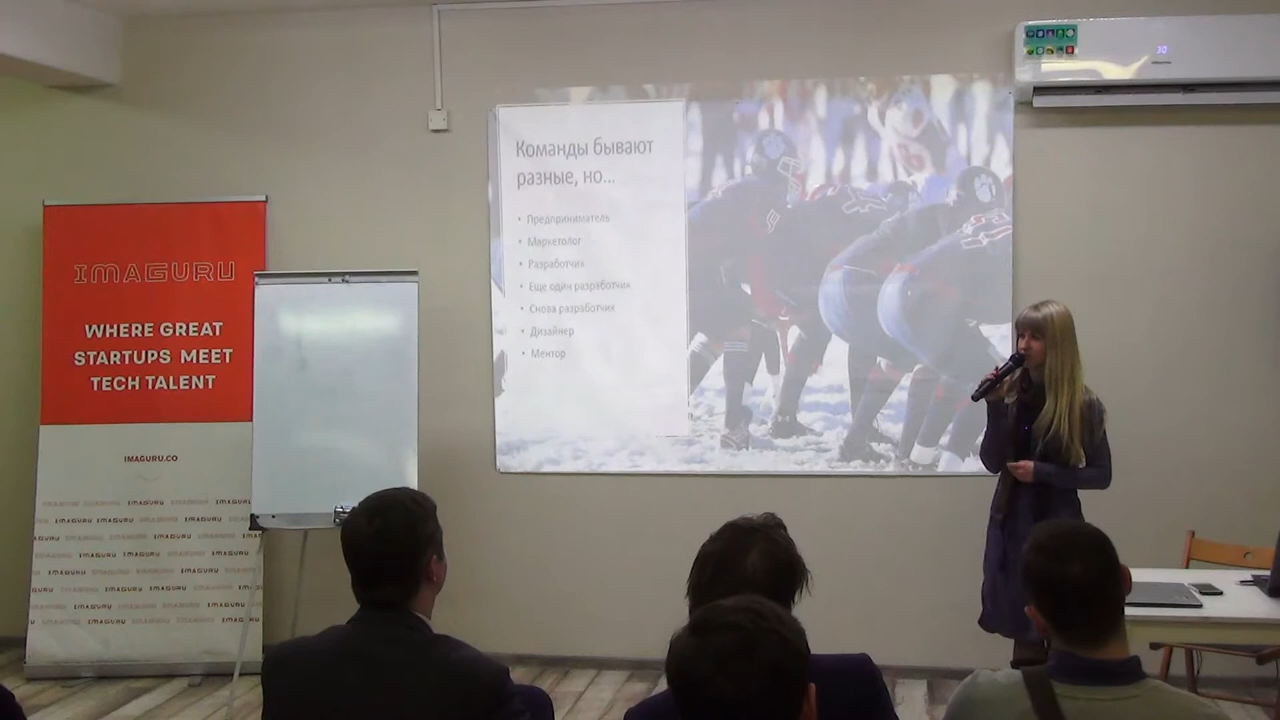 IMAGURU
WHERE GREAT
STARTUPS MEET
TECH TALENT
IMAGURU.CO
Команды бывают
разные, но...
• Предприниматель
• Маркетолог
• Разработчик
• Еще один разработчик
• Снова разработчик
• Дизайнер
• Ментор
30